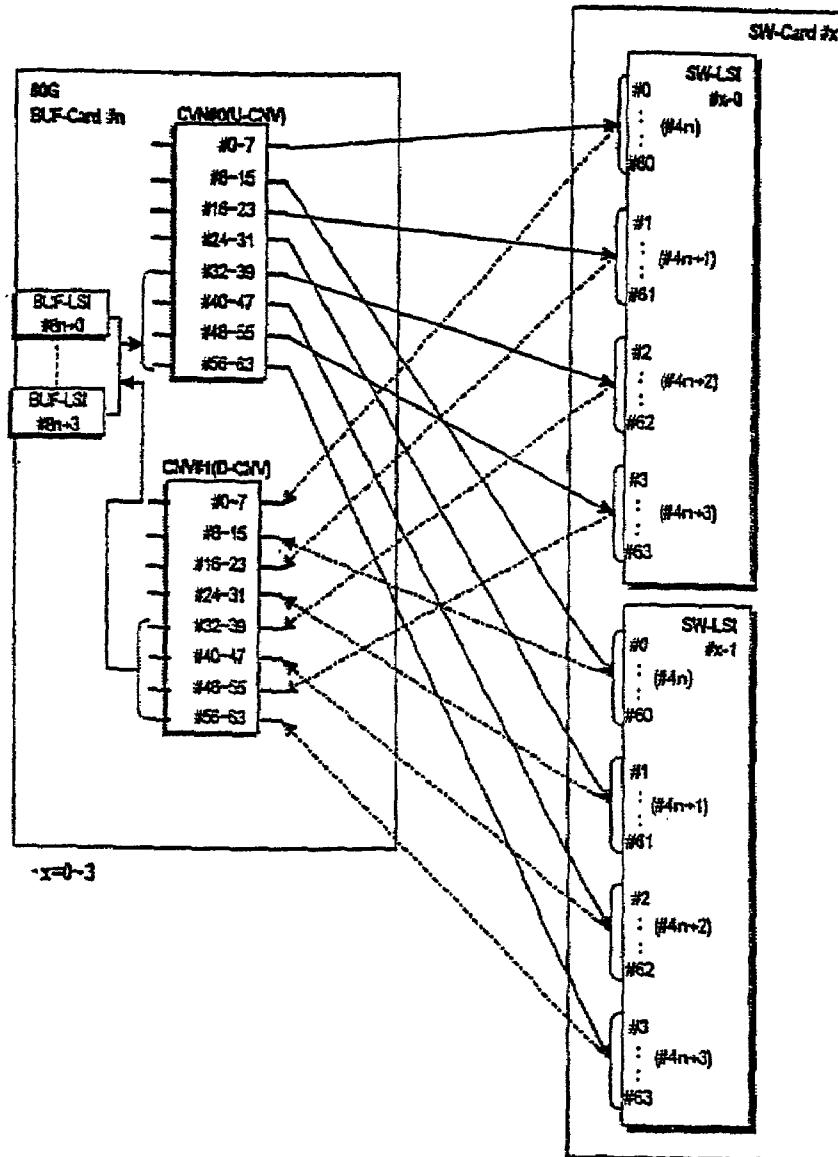 80G
BUF-Card #n
CVN#0(U-CNV)
#0~7
#8~15
#16~23
#24~31
#32~39
#40~47
#48~55
#56~63
BUF-LSI
#8n+0
BUF-LSI
#8n+3
CNV#1(D-CNV)
#0~7
#8~15
#16~23
#24~31
#32~39
#40~47
#48~55
#56~63
·x=0~3
SW-Card #x
SW-LSI
#x-0
#0
(#4n)
#60
#1
(#4n+1)
#61
#2
(#4n+2)
#62
#3
(#4n+3)
#63
SW-LSI
#x-1
#0
(#4n)
#60
#1
(#4n+1)
#61
#2
(#4n+2)
#62
#3
(#4n+3)
#63